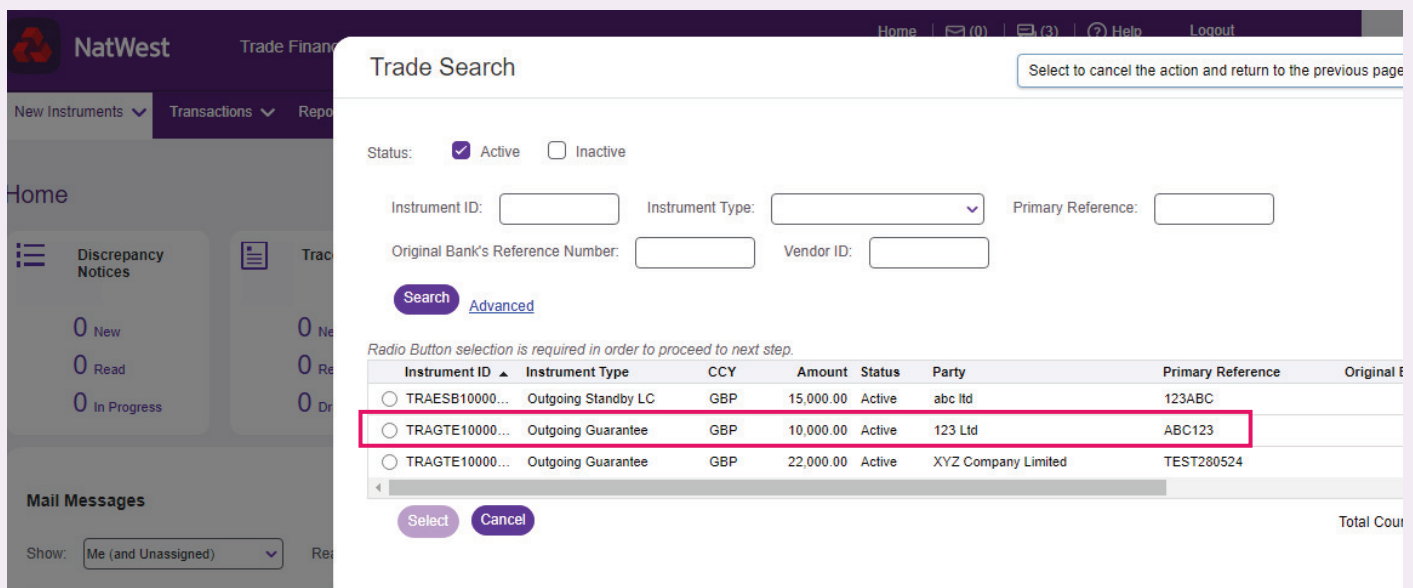 NatWest Trade Financ Home (0) (3) Help Logout
New Instruments Transactions Repo
Home
Discrepancy Notices
0 New
0 Read
0 In Progress
Trac
0 Ne
0 Re
0 Dr
Mail Messages
Show: Me (and Unassigned) Rea
Trade Search
Select to cancel the action and return to the previous page
Status: Active Inactive
Instrument ID: Instrument Type: Primary Reference:
Original Bank's Reference Number: Vendor ID:
Search Advanced
Radio Button selection is required in order to proceed to next step.
Instrument ID Instrument Type CCY Amount Status Party Primary Reference Original B
TRAESB10000... Outgoing Standby LC GBP 15,000.00 Active abc ltd 123ABC
TRAGTE10000... Outgoing Guarantee GBP 10,000.00 Active 123 Ltd ABC123
TRAGTE10000... Outgoing Guarantee GBP 22,000.00 Active XYZ Company Limited TEST280524
Select Cancel
Total Coun